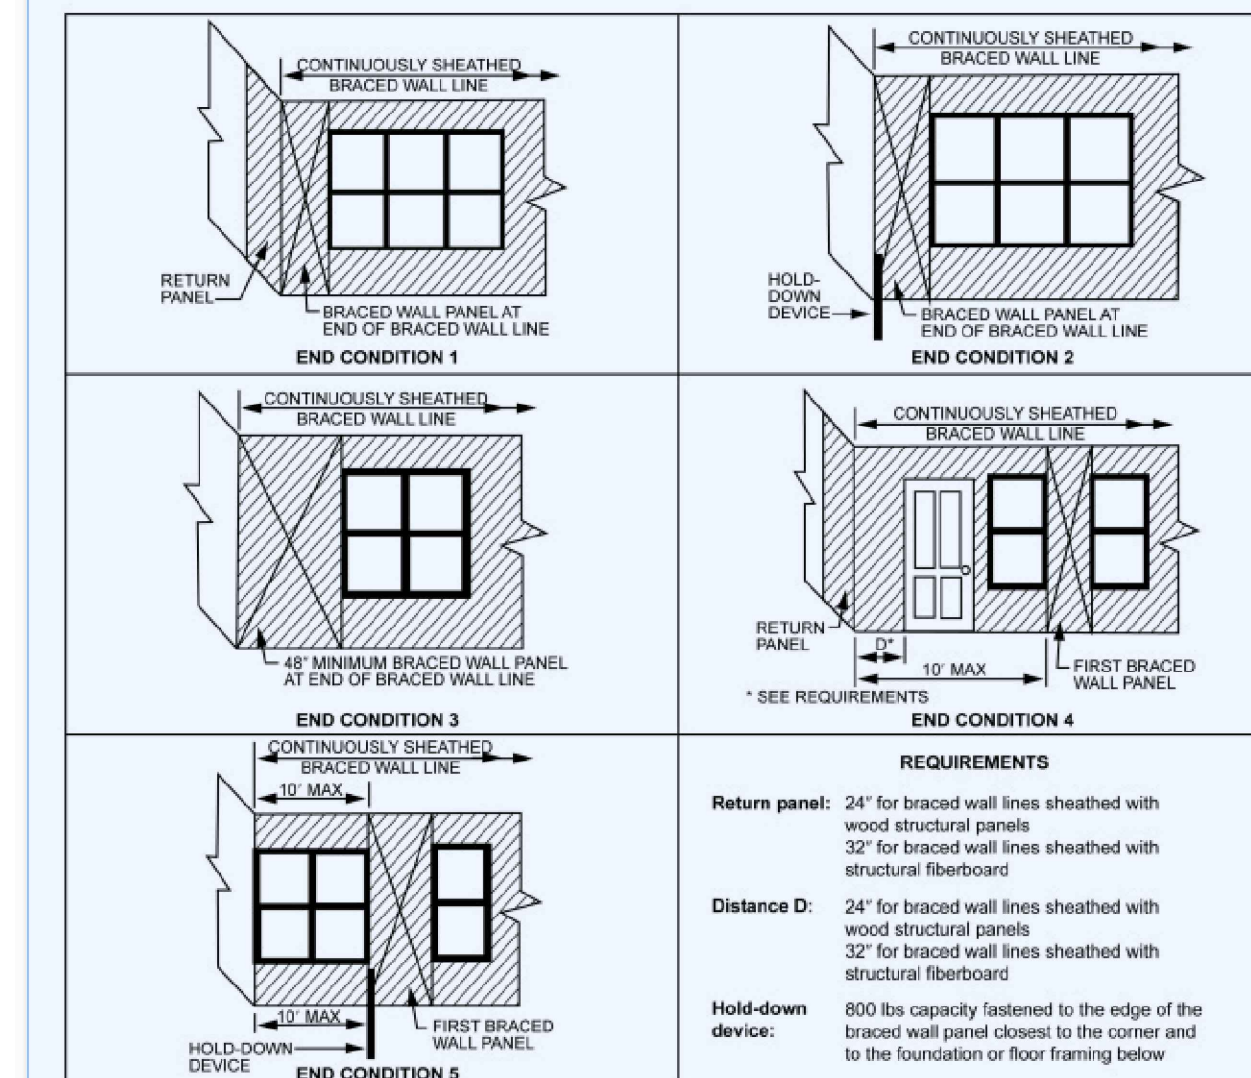 CONTINUOUSLY SHEATHED
BRACED WALL LINE
RETURN
PANEL
BRACED WALL PANEL AT
END OF BRACED WALL LINE
END CONDITION 1
CONTINUOUSLY SHEATHED
BRACED WALL LINE
HOLD-
DOWN
DEVICE
BRACED WALL PANEL AT
END OF BRACED WALL LINE
END CONDITION 2
CONTINUOUSLY SHEATHED
BRACED WALL LINE
48" MINIMUM BRACED WALL PANEL
AT END OF BRACED WALL LINE
END CONDITION 3
CONTINUOUSLY SHEATHED
BRACED WALL LINE
RETURN
PANEL
D*
10' MAX
FIRST BRACED
WALL PANEL
* SEE REQUIREMENTS
END CONDITION 4
CONTINUOUSLY SHEATHED
BRACED WALL LINE
10' MAX
10' MAX
HOLD-DOWN
DEVICE
FIRST BRACED
WALL PANEL
END CONDITION 5
REQUIREMENTS
Return panel: 24" for braced wall lines sheathed with
wood structural panels
32" for braced wall lines sheathed with
structural fiberboard
Distance D: 24" for braced wall lines sheathed with
wood structural panels
32" for braced wall lines sheathed with
structural fiberboard
Hold-down 800 lbs capacity fastened to the edge of the
device: braced wall panel closest to the corner and
to the foundation or floor framing below